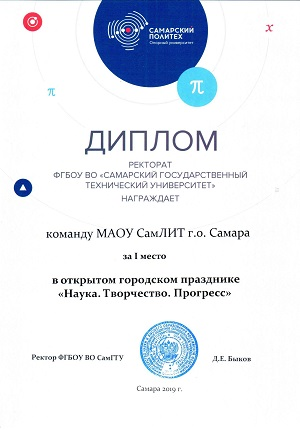 САМАРСКИЙ
ПОЛИТЕХ
Опорный университет
x
π
π
ДИПЛОМ
РЕКТОРАТ
ФГБОУ ВО «САМАРСКИЙ ГОСУДАРСТВЕННЫЙ
ТЕХНИЧЕСКИЙ УНИВЕРСИТЕТ»
НАГРАЖДАЕТ
команду МАОУ СамЛИТ г.о. Самара
за I место
в открытом городском празднике
«Наука. Творчество. Прогресс»
Ректор ФГБОУ ВО СамГТУ
Д.Е. Быков
Самара 2019 г.